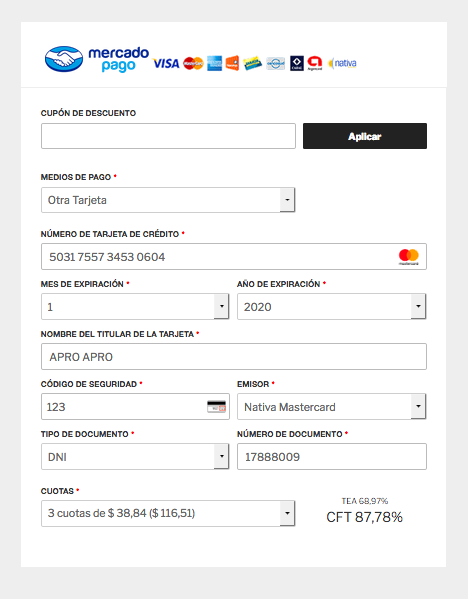 mercado
pago
VISA MasterCard nativa
CUPÓN DE DESCUENTO
Aplicar
MEDIOS DE PAGO *
Otra Tarjeta
NÚMERO DE TARJETA DE CRÉDITO *
5031 7557 3453 0604
mastercard
MES DE EXPIRACIÓN * AÑO DE EXPIRACIÓN *
1 2020
NOMBRE DEL TITULAR DE LA TARJETA *
APRO APRO
CÓDIGO DE SEGURIDAD * EMISOR *
123 Nativa Mastercard
TIPO DE DOCUMENTO * NÚMERO DE DOCUMENTO *
DNI 17888009
CUOTAS *
TEA 68,97%
3 cuotas de $ 38,84 ($ 116,51)
CFT 87,78%